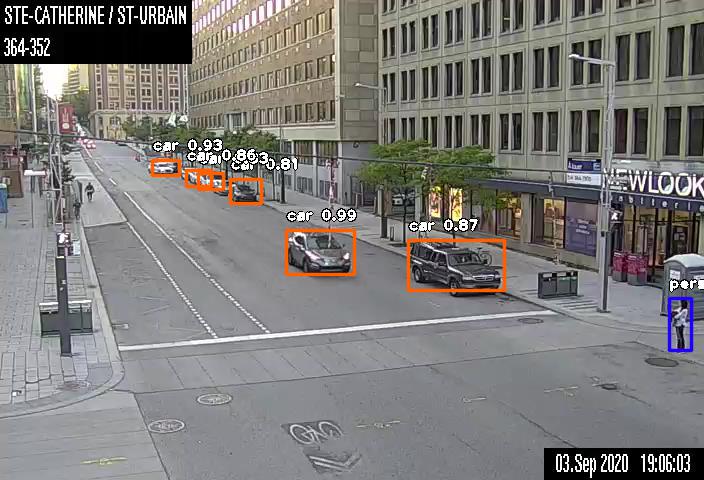 STE-CATHERINE / ST-URBAIN
364-352
car 0.93
car 0.86
car 0.81
car 0.99
car 0.87
NEWLOOK
pers
03.Sep 2020 19:06:03